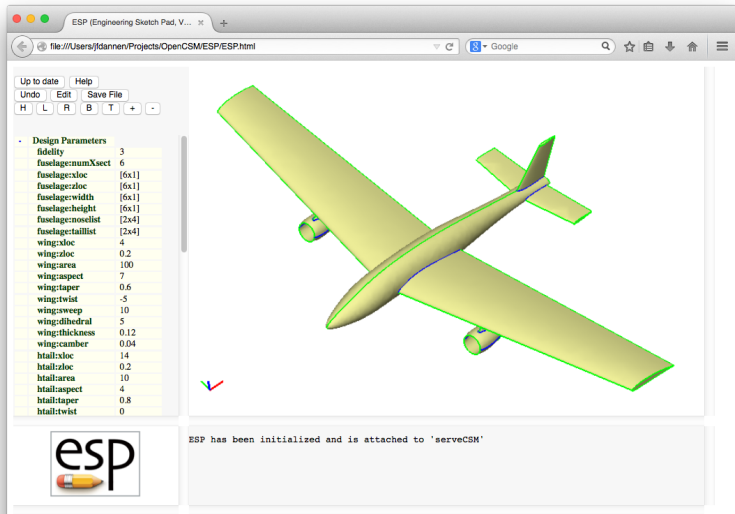 ESP (Engineering Sketch Pad, V...
file:///Users/jfdannen/Projects/OpenCSM/ESP/ESP.html
Google
Up to date Help
Undo Edit Save File
H L R B T + -
- Design Parameters
fidelity 3
fuselage:numXsect 6
fuselage:xloc [6x1]
fuselage:zloc [6x1]
fuselage:width [6x1]
fuselage:height [6x1]
fuselage:noselist [2x4]
fuselage:taillist [2x4]
wing:xloc 4
wing:zloc 0.2
wing:area 100
wing:aspect 7
wing:taper 0.6
wing:twist -5
wing:sweep 10
wing:dihedral 5
wing:thickness 0.12
wing:camber 0.04
htail:xloc 14
htail:zloc 0.2
htail:area 10
htail:aspect 4
htail:taper 0.8
htail:twist 0
esp
ESP has been initialized and is attached to 'serveCSM'